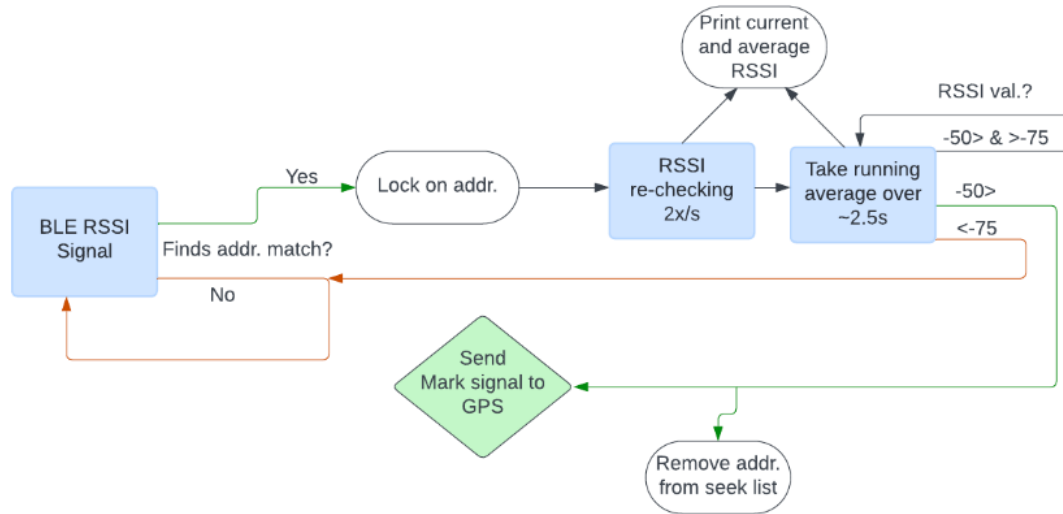 Print current
and average
RSSI
RSSI val.?
-50> & >-75
Yes
Lock on addr.
RSSI
re-checking
2x/s
Take running
average over
~2.5s
-50>
<-75
BLE RSSI
Signal
Finds addr. match?
No
Send
Mark signal to
GPS
Remove addr.
from seek list